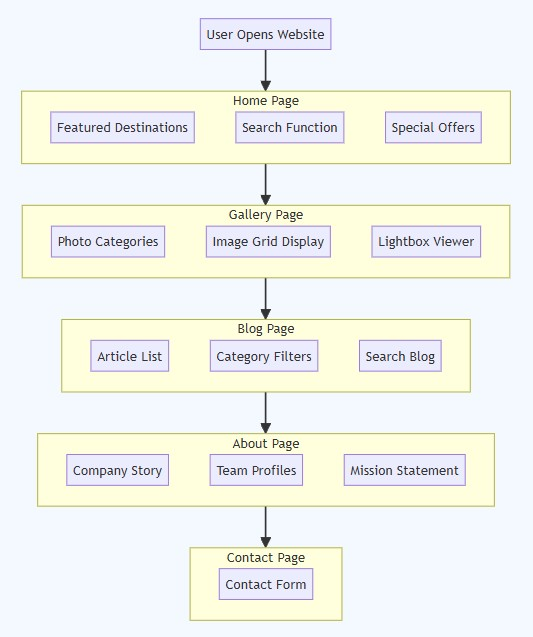 User Opens Website
Home Page
Featured Destinations
Search Function
Special Offers
Gallery Page
Photo Categories
Image Grid Display
Lightbox Viewer
Blog Page
Article List
Category Filters
Search Blog
About Page
Company Story
Team Profiles
Mission Statement
Contact Page
Contact Form